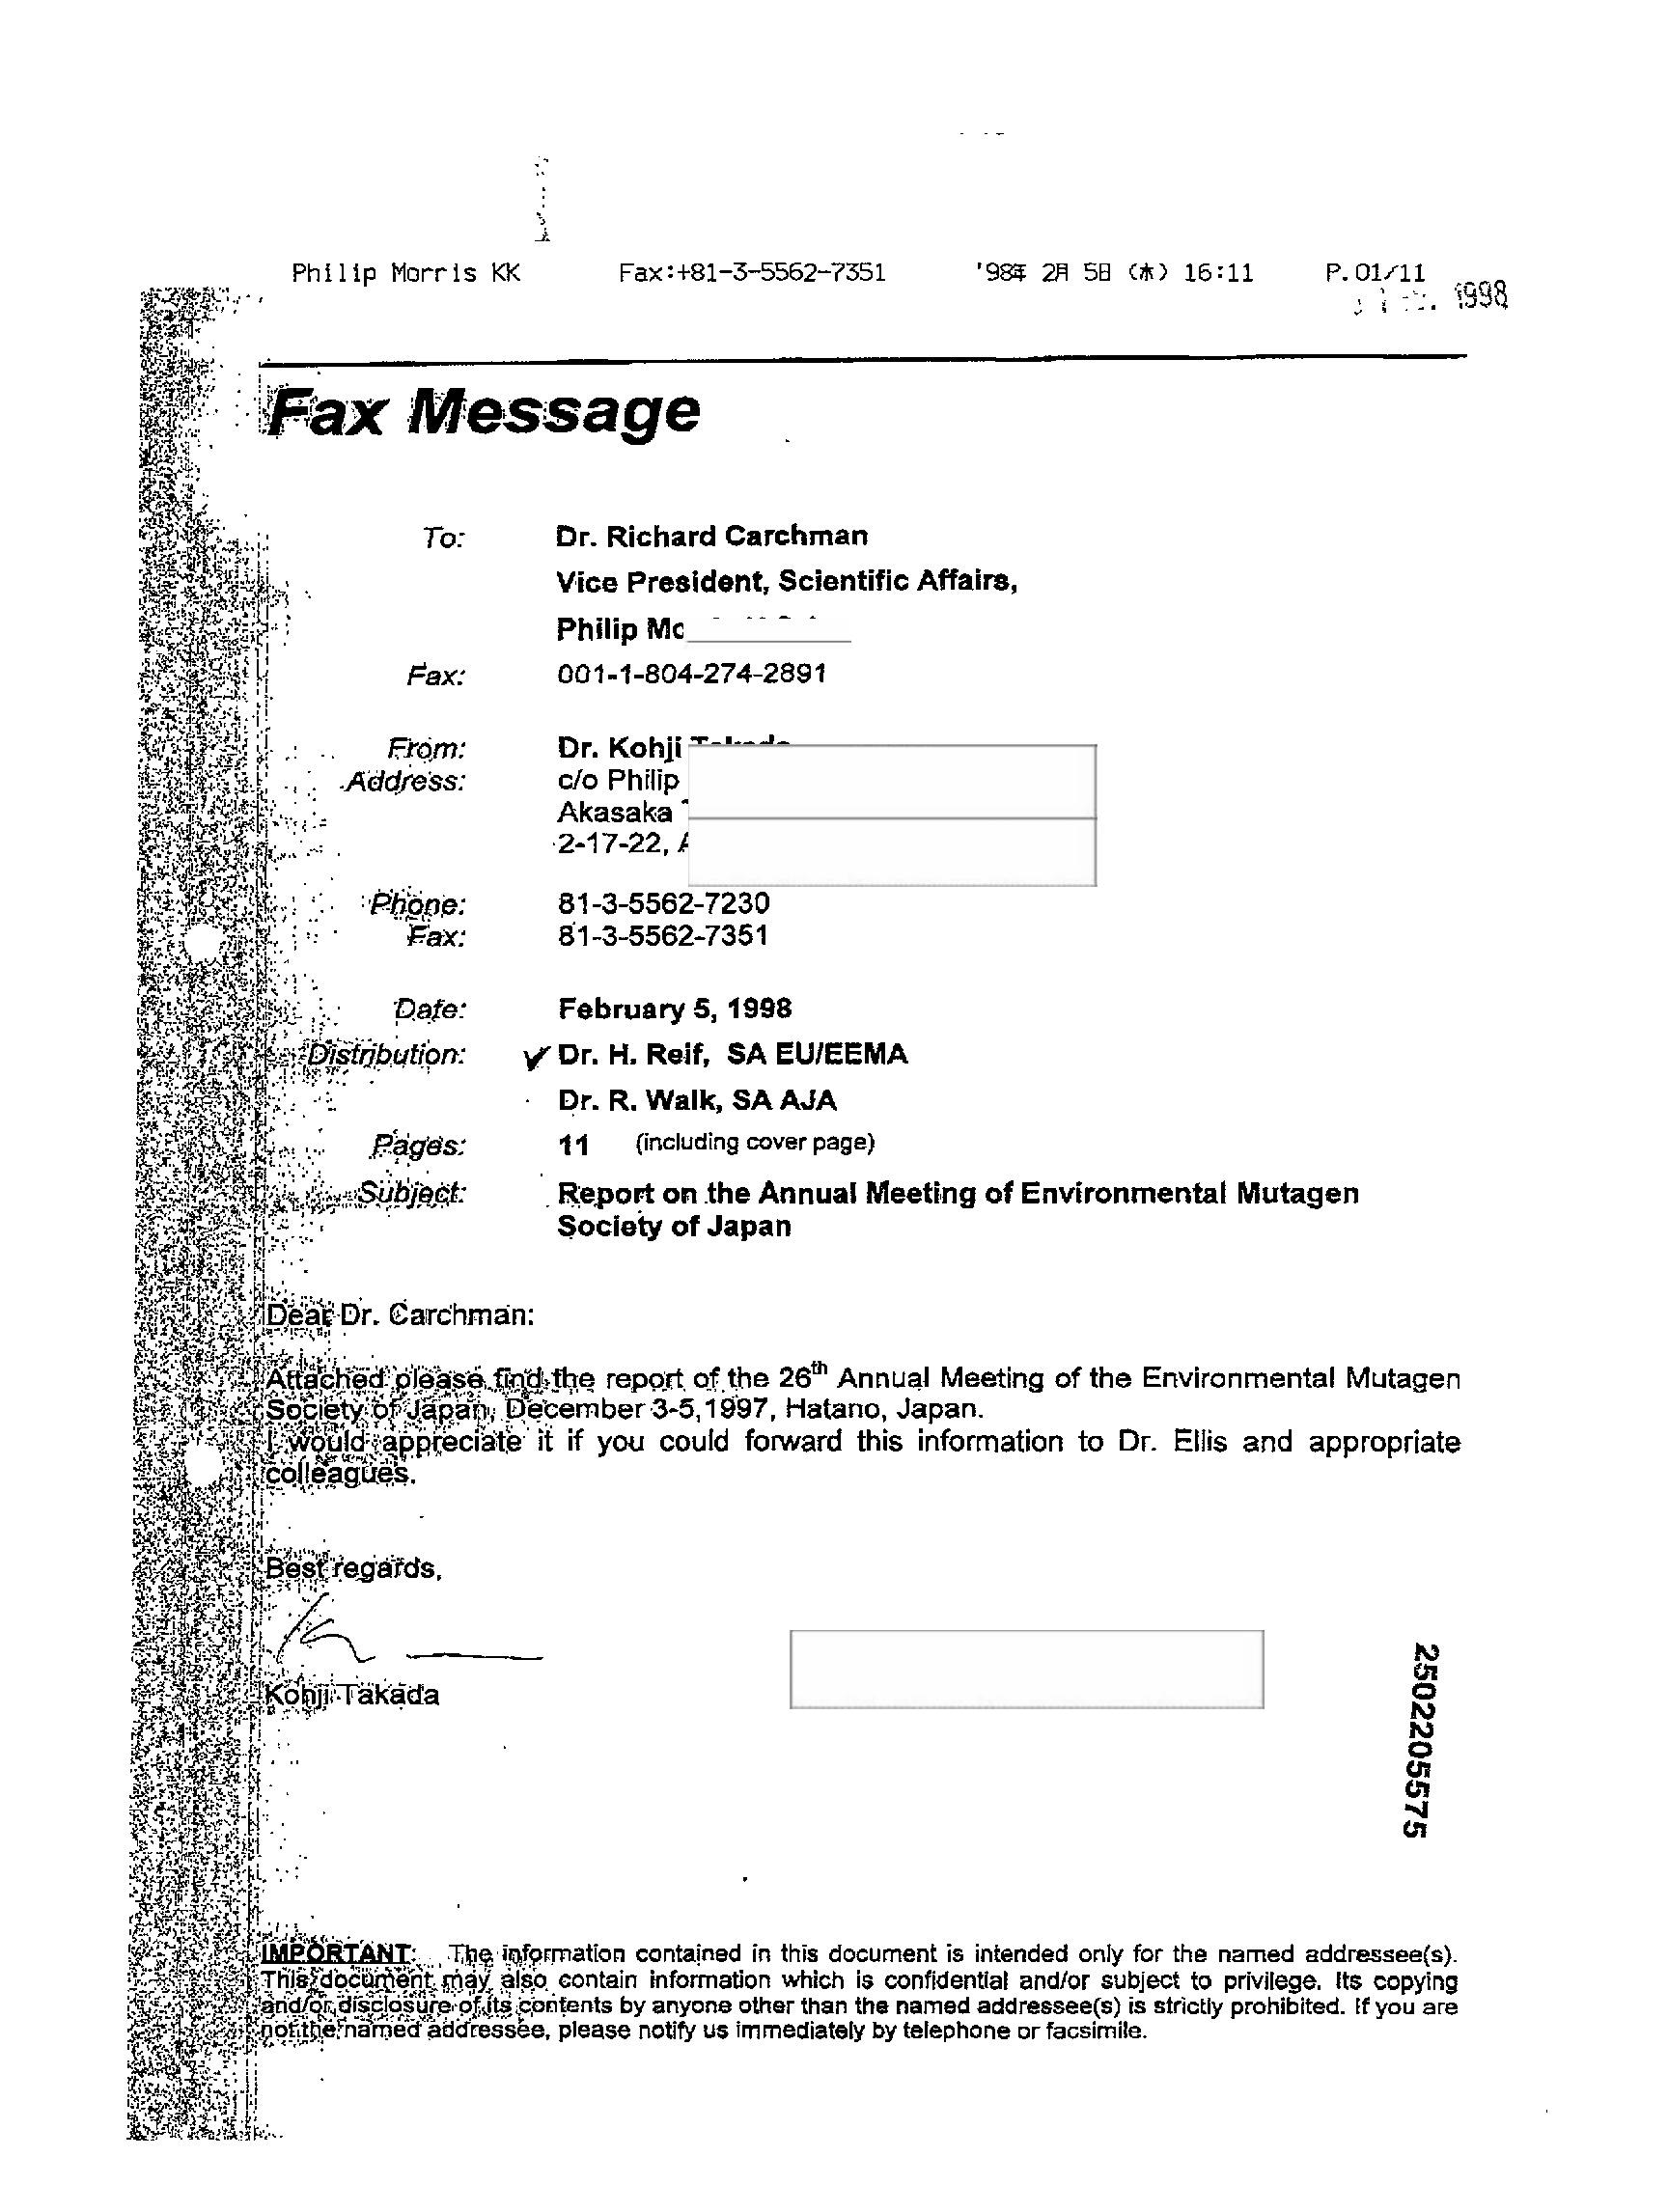 Philip Morris KK Fax:+81-3-5562-7351 '98年 2月 5日 (木) 16:11 P.01/11
1998
Fax Message
To: Dr. Richard Carchman
Vice President, Scientific Affairs,
Philip
Fax: 001-1-804-274-2891
From: Dr. Kohji
Address: c/o Philip
Akasaka
2-17-22,
Phone: 81-3-5562-7230
Fax: 81-3-5562-7351
Date: February 5, 1998
Distribution: ✓ Dr. H. Reif, SA EU/EEMA
Dr. R. Walk, SA AJA
Pages: 11 (including cover page)
Subject: Report on the Annual Meeting of Environmental Mutagen
Society of Japan
Dear Dr. Carchman:
Attached please find the report of the 26th Annual Meeting of the Environmental Mutagen
Society of Japan, December 3-5,1997, Hatano, Japan.
I would appreciate it if you could forward this information to Dr. Ellis and appropriate
colleagues.
Best regards,
Kohji Takada
2502205575
IMPORTANT: The information contained in this document is intended only for the named addressee(s).
This document may also contain information which is confidential and/or subject to privilege. Its copying
and/or disclosure of its contents by anyone other than the named addressee(s) is strictly prohibited. If you are
not the named addressee, please notify us immediately by telephone or facsimile.